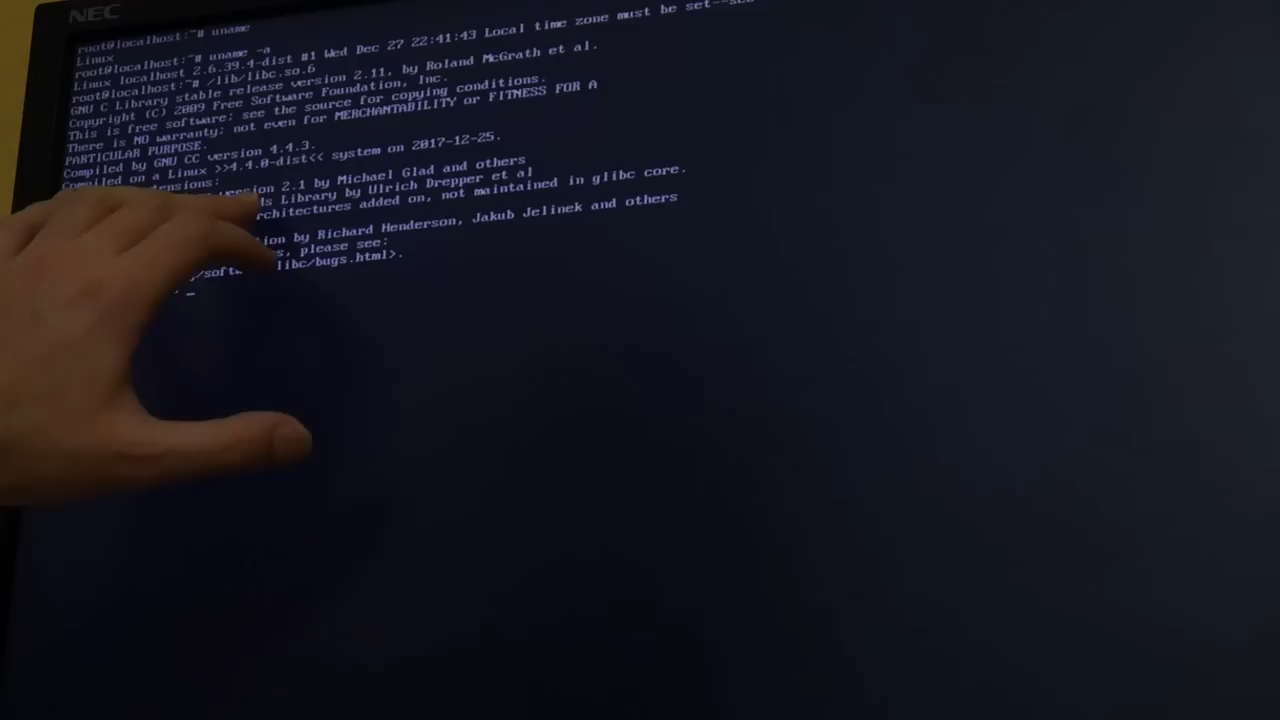 NEC
root@localhost:~# uname
Linux
root@localhost:~# uname -a
Linux localhost 2.6.39.4-dist #1 Wed Dec 27 22:41:43 Local time zone must be set--see
root@localhost:~# /lib/libc.so.6
GNU C Library stable release version 2.11, by Roland McGrath et al.
Copyright (C) 2009 Free Software Foundation, Inc.
This is free software; see the source for copying conditions.
There is NO warranty; not even for MERCHANTABILITY or FITNESS FOR A
PARTICULAR PURPOSE.
Compiled by GNU CC version 4.4.3.
Compiled on a Linux >>4.4.0-dist<< system on 2017-12-25.
tensions:
version 2.1 by Michael Glad and others
ds Library by Ulrich Drepper et al
rchitectures added on, not maintained in glibc core.
ion by Richard Henderson, Jakub Jelinek and others
s, please see:
/soft libc/bugs.html>.